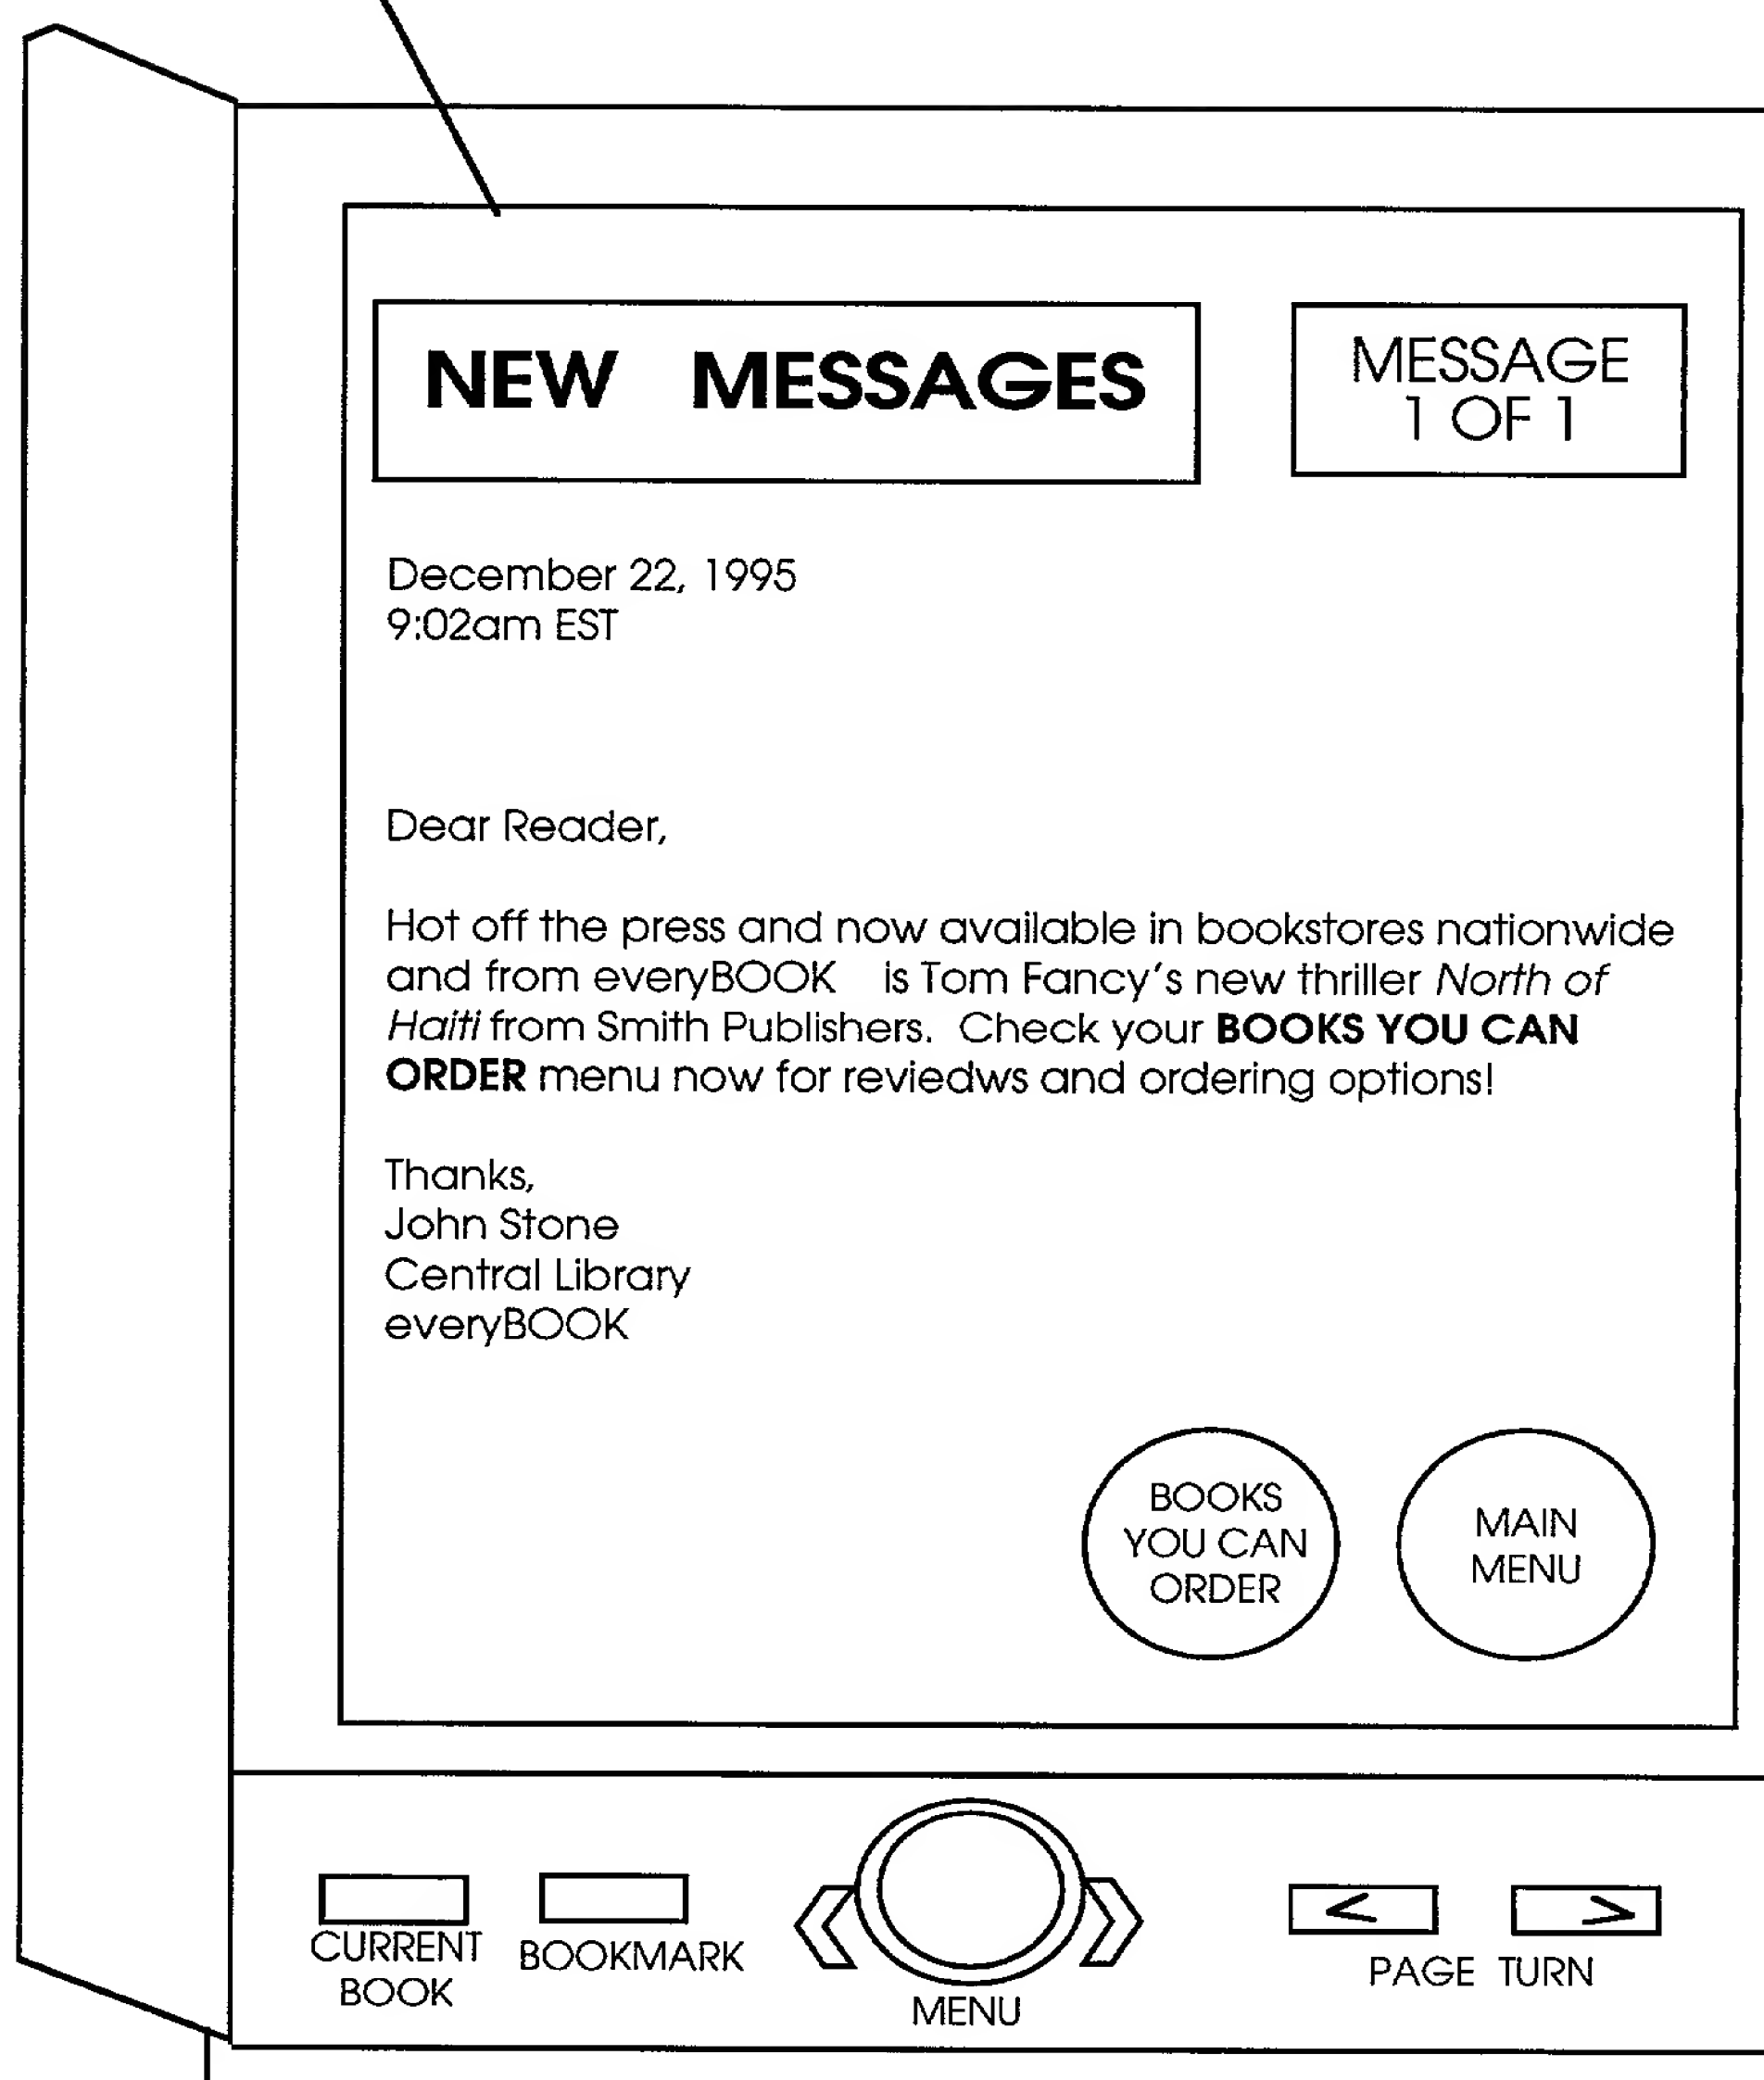 NEW MESSAGES
MESSAGE
1 OF 1
December 22, 1995
9:02am EST
Dear Reader,
Hot off the press and now available in bookstores nationwide
and from everyBOOK is Tom Fancy's new thriller North of
Haiti from Smith Publishers. Check your BOOKS YOU CAN
ORDER menu now for reviedws and ordering options!
Thanks,
John Stone
Central Library
everyBOOK
BOOKS
YOU CAN
ORDER
MAIN
MENU
< >
CURRENT
BOOK
BOOKMARK
MENU
PAGE TURN